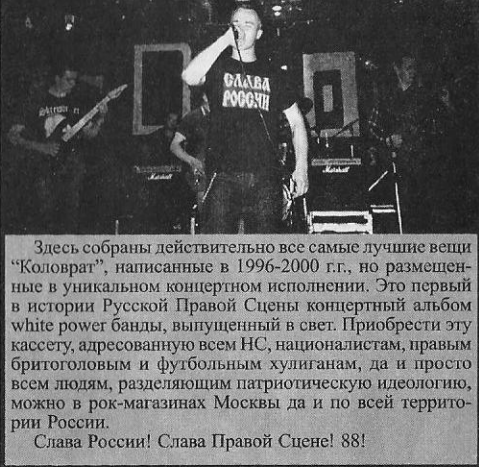 СЛАВА
РОССИИ
Marshall
Marshall
Здесь собраны действительно все самые лучшие вещи
“Коловрат”, написанные в 1996-2000 г.г., но размещен-
ные в уникальном концертном исполнении. Это первый
в истории Русской Правой Сцены концертный альбом
white power банды, выпущенный в свет. Приобрести эту
кассету, адресованную всем НС, националистам, правым
бритоголовым и футбольным хулиганам, да и просто
всем людям, разделяющим патриотическую идеологию,
можно в рок-магазинах Москвы да и по всей террито-
рии России.
Слава России! Слава Правой Сцене! 88!